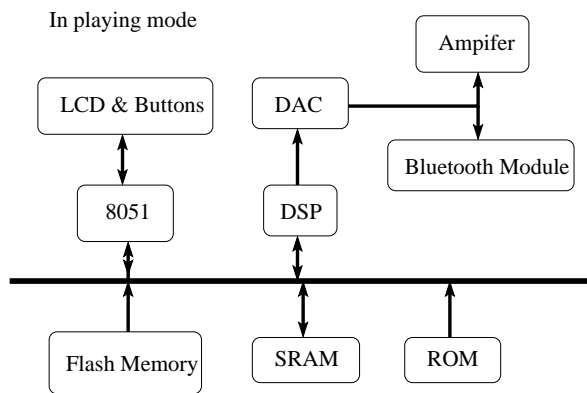 In playing mode
Ampifer
LCD & Buttons
DAC
Bluetooth Module
8051
DSP
Flash Memory
SRAM
ROM